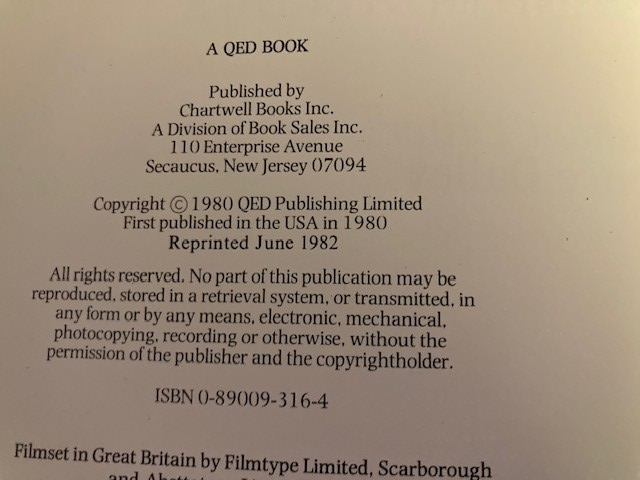 A QED BOOK
Published by
Chartwell Books Inc.
A Division of Book Sales Inc.
110 Enterprise Avenue
Secaucus, New Jersey 07094
Copyright © 1980 QED Publishing Limited
First published in the USA in 1980
Reprinted June 1982
All rights reserved. No part of this publication may be
reproduced, stored in a retrieval system, or transmitted, in
any form or by any means, electronic, mechanical,
photocopying, recording or otherwise, without the
permission of the publisher and the copyrightholder.
ISBN 0-89009-316-4
Filmset in Great Britain by Filmtype Limited, Scarborough
and